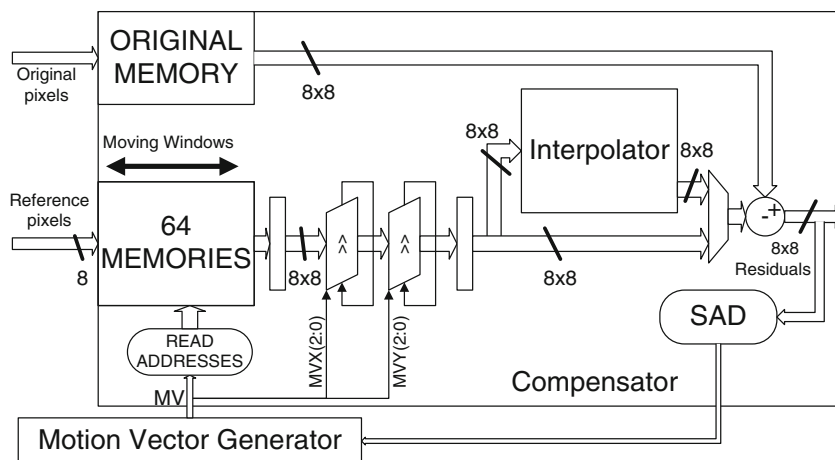 ORIGINAL
MEMORY
Original
pixels
8x8
Moving Windows
8x8
Interpolator
8x8
Reference
pixels
8
64
MEMORIES
8x8
>>
>>
8x8
-+
8x8
Residuals
READ
ADDRESSES
MVX(2:0)
MVY(2:0)
SAD
MV
Compensator
Motion Vector Generator